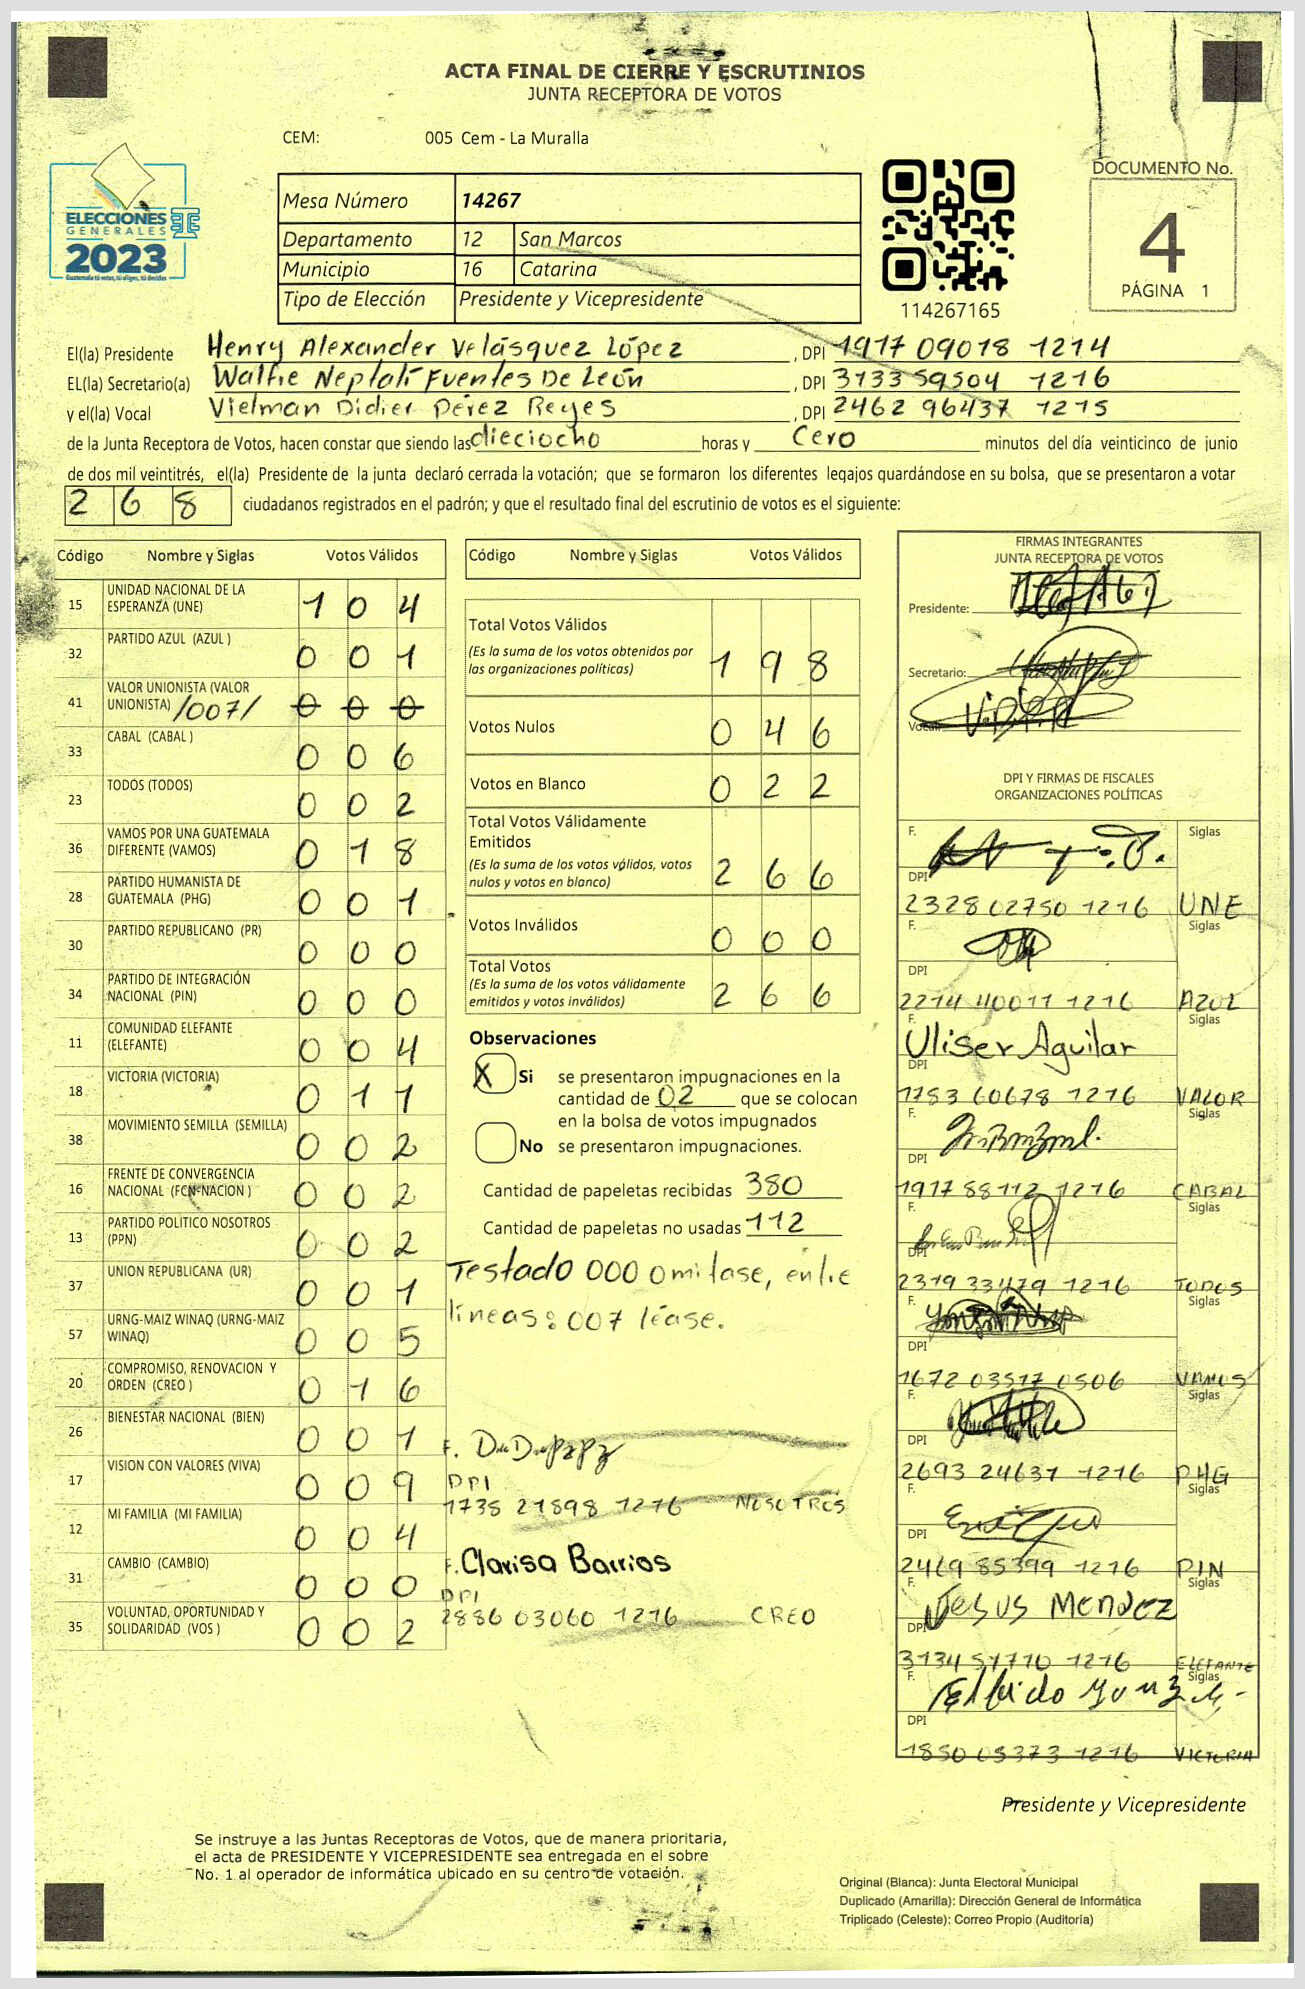 ACTA FINAL DE CIERRE Y ESCRUTINIOS
JUNTA RECEPTORA DE VOTOS
CEM: 005 Cem - La Muralla
ELECCIONES
GENERALES
2023
Guatemala tú votas, tú eliges, tú decides
Mesa Número 14267
Departamento 12 San Marcos
Municipio 16 Catarina
Tipo de Elección Presidente y Vicepresidente
114267165
DOCUMENTO No.
4
PÁGINA 1
El(la) Presidente Henry Alexander Velásquez López, DPI 1917 09018 1214
EL(la) Secretario(a) Walfie Neptalí Fuentes De León, DPI 3133 59504 1216
y el(la) Vocal Vielman Didier Pérez Reyes, DPI 2462 96437 1215
de la Junta Receptora de Votos, hacen constar que siendo las dieciocho horas y Cero minutos del día veinticinco de junio
de dos mil veintitrés, el(la) Presidente de la junta declaró cerrada la votación; que se formaron los diferentes legajos guardándose en su bolsa, que se presentaron a votar
268 ciudadanos registrados en el padrón; y que el resultado final del escrutinio de votos es el siguiente:
Código Nombre y Siglas Votos Válidos
15 UNIDAD NACIONAL DE LA ESPERANZA (UNE) 1 0 4
32 PARTIDO AZUL (AZUL ) 0 0 1
41 VALOR UNIONISTA (VALOR UNIONISTA) /007/ 0 0 0
33 CABAL (CABAL ) 0 0 6
23 TODOS (TODOS) 0 0 2
36 VAMOS POR UNA GUATEMALA DIFERENTE (VAMOS) 0 1 8
28 PARTIDO HUMANISTA DE GUATEMALA (PHG) 0 0 1
30 PARTIDO REPUBLICANO (PR) 0 0 0
34 PARTIDO DE INTEGRACIÓN NACIONAL (PIN) 0 0 0
11 COMUNIDAD ELEFANTE (ELEFANTE) 0 0 4
18 VICTORIA (VICTORIA) 0 1 1
38 MOVIMIENTO SEMILLA (SEMILLA) 0 0 2
16 FRENTE DE CONVERGENCIA NACIONAL (FCN-NACION ) 0 0 2
13 PARTIDO POLITICO NOSOTROS (PPN) 0 0 2
37 UNION REPUBLICANA (UR) 0 0 1
57 URNG-MAIZ WINAQ (URNG-MAIZ WINAQ) 0 0 5
20 COMPROMISO, RENOVACION Y ORDEN (CREO ) 0 1 6
26 BIENESTAR NACIONAL (BIEN) 0 0 1
17 VISION CON VALORES (VIVA) 0 0 9
12 MI FAMILIA (MI FAMILIA) 0 0 4
31 CAMBIO (CAMBIO) 0 0 0
35 VOLUNTAD, OPORTUNIDAD Y SOLIDARIDAD (VOS ) 0 0 2
Código Nombre y Siglas Votos Válidos
Total Votos Válidos
(Es la suma de los votos obtenidos por
las organizaciones políticas) 1 9 8
Votos Nulos 0 4 6
Votos en Blanco 0 2 2
Total Votos Válidamente
Emitidos
(Es la suma de los votos válidos, votos
nulos y votos en blanco) 2 6 6
Votos Inválidos 0 0 0
Total Votos
(Es la suma de los votos válidamente
emitidos y votos inválidos) 2 6 6
Observaciones
X Si se presentaron impugnaciones en la
cantidad de 02 que se colocan
en la bolsa de votos impugnados
No se presentaron impugnaciones.
Cantidad de papeletas recibidas 380
Cantidad de papeletas no usadas 112
Testado 000 omitase, entre
líneas: 007 léase.
F.
DPI
1738 21898 1216 NOSOTROS
F. Clarisa Barrios
DPI
2886 03060 1216 CREO
FIRMAS INTEGRANTES
JUNTA RECEPTORA DE VOTOS
Presidente:
Secretario:
Vocal:
DPI Y FIRMAS DE FISCALES
ORGANIZACIONES POLÍTICAS
F. Siglas
DPI
2328 02750 1216 UNE
F. Siglas
DPI
2214 40011 1216 AZUL
F. Siglas
Uliser Aguilar
DPI
1783 60678 1216 VALOR
F. Siglas
DPI
1917 88112 1216 CABAL
F. Siglas
DPI
2319 33479 1216 TODOS
F. Siglas
DPI
1672 03517 0506 VAMOS
F. Siglas
DPI
2693 24637 1216 PHG
F. Siglas
DPI
2469 85399 1216 PIN
F. Siglas
Jesus Mendez
DPI
3134 51710 1216 ELEFANTE
F. Siglas
DPI
1850 05373 1216 VICTORIA
Presidente y Vicepresidente
Se instruye a las Juntas Receptoras de Votos, que de manera prioritaria,
el acta de PRESIDENTE Y VICEPRESIDENTE sea entregada en el sobre
No. 1 al operador de informática ubicado en su centro de votación.
Original (Blanca): Junta Electoral Municipal
Duplicado (Amarilla): Dirección General de Informática
Triplicado (Celeste): Correo Propio (Auditoría)